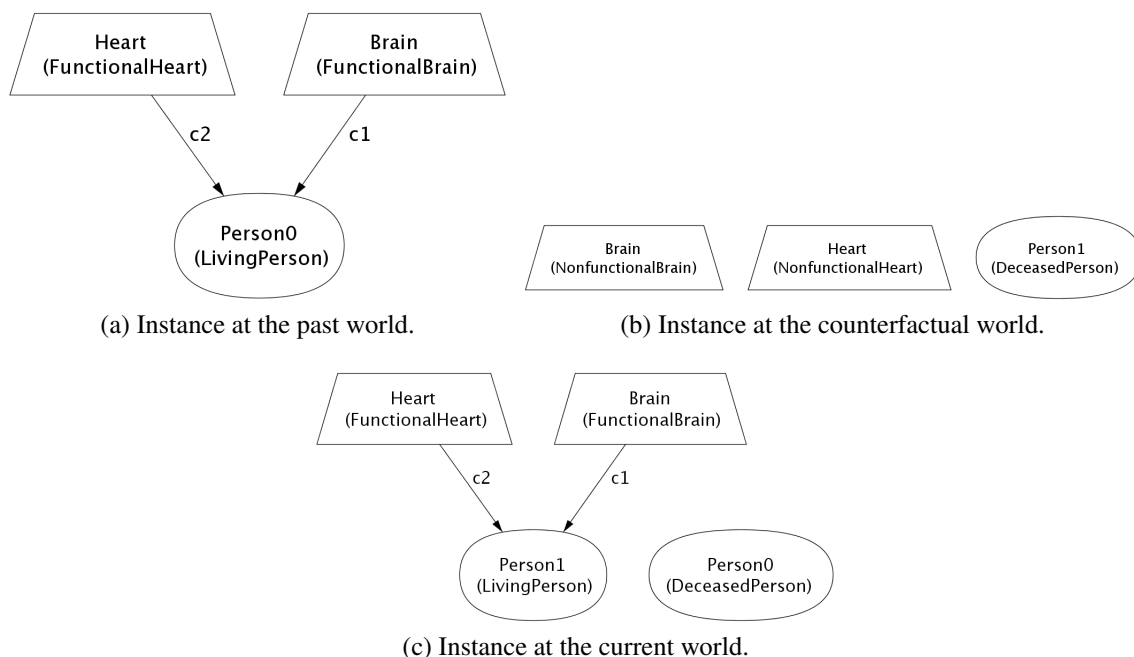 Heart
(FunctionalHeart)
Brain
(FunctionalBrain)
c2
c1
Person0
(LivingPerson)
(a) Instance at the past world.
Brain
(NonfunctionalBrain)
Heart
(NonfunctionalHeart)
Person1
(DeceasedPerson)
(b) Instance at the counterfactual world.
Heart
(FunctionalHeart)
Brain
(FunctionalBrain)
c2
c1
Person1
(LivingPerson)
Person0
(DeceasedPerson)
(c) Instance at the current world.